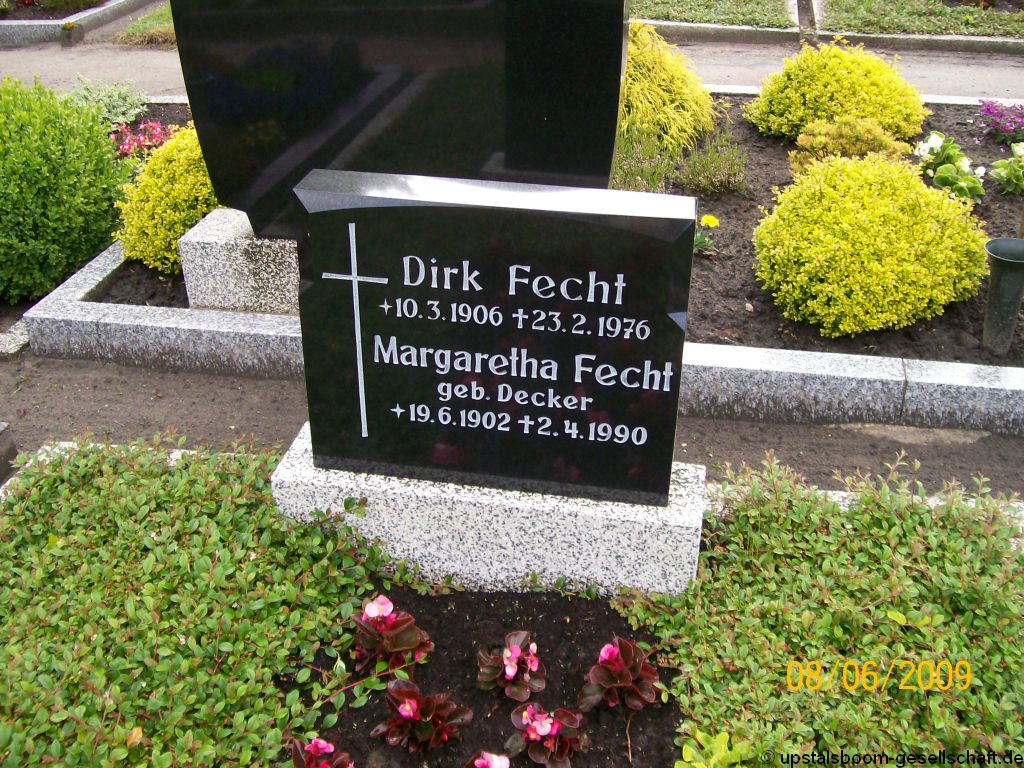 Dirk Fecht
✦10.3.1906 ✝23.2.1976
Margaretha Fecht
geb. Decker
✦19.6.1902 ✝2.4.1990
08/06/2009
© upstalsboom-gesellschaft.de